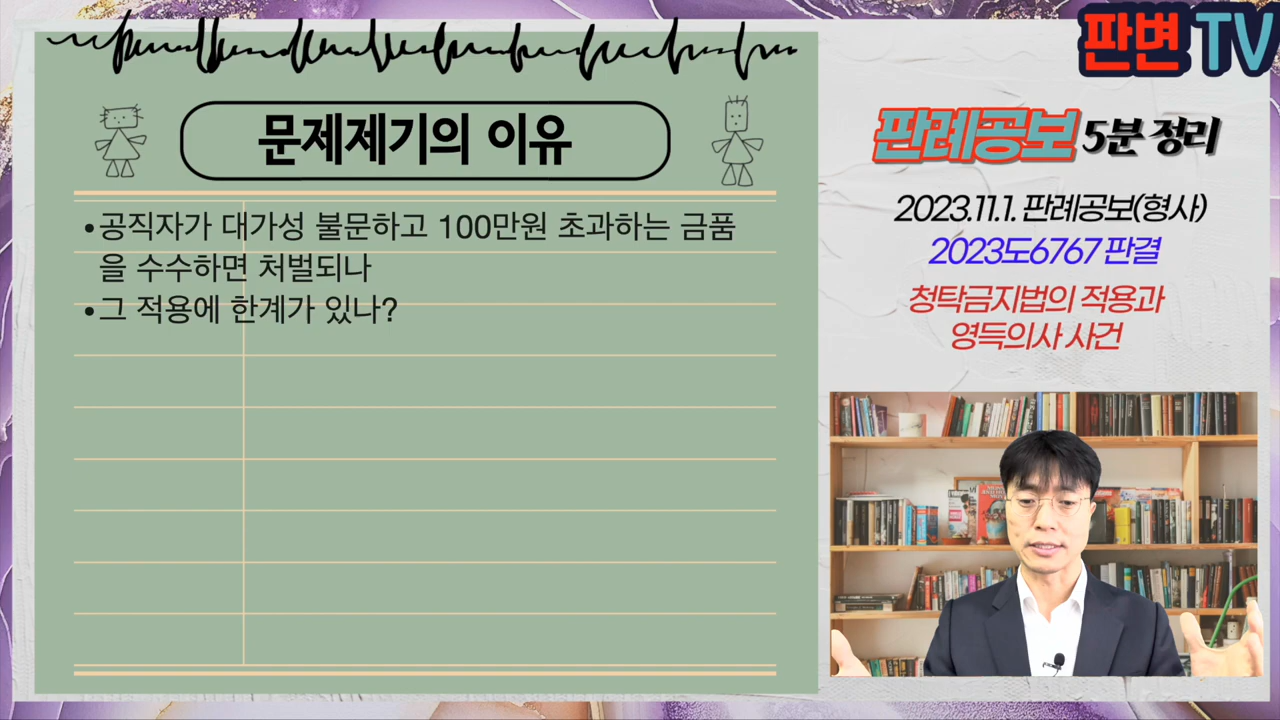 판변 TV
문제제기의 이유
•공직자가 대가성 불문하고 100만원 초과하는 금품
을 수수하면 처벌되나
•그 적용에 한계가 있나?
판례공보 5분 정리
2023.11.1. 판례공보(형사)
2023도6767 판결
청탁금지법의 적용과
영득의사 사건